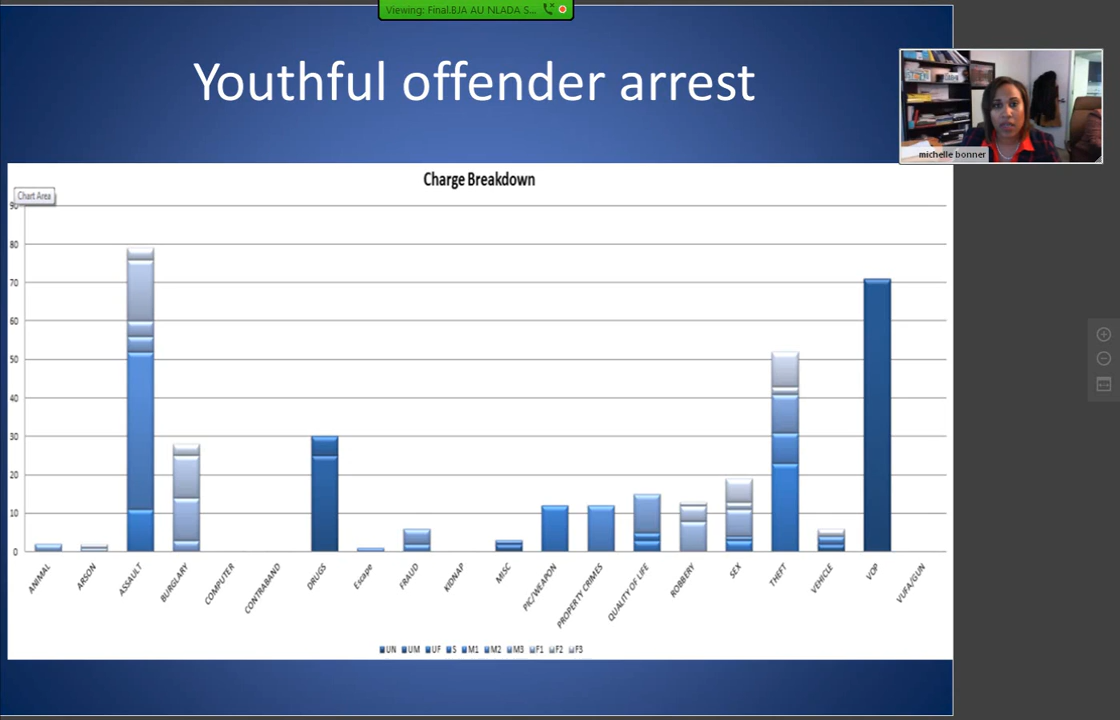 Viewing: Final.BJA AU NLADA S...
Youthful offender arrest
michelle bonner
Charge Breakdown
Chart Area
90
80
70
60
50
40
30
20
10
0
ANIMAL
ARSON
ASSAULT
BURGLARY
COMPUTER
CONTRABAND
DRUGS
Escape
FRAUD
KIDNAP
MISC
PIC/WEAPON
PROPERTY CRIMES
QUALITY OF LIFE
ROBBERY
SEX
THEFT
VEHICLE
VOP
VUFA/GUN
UN UM UF S M1 M2 M3 F1 F2 F3